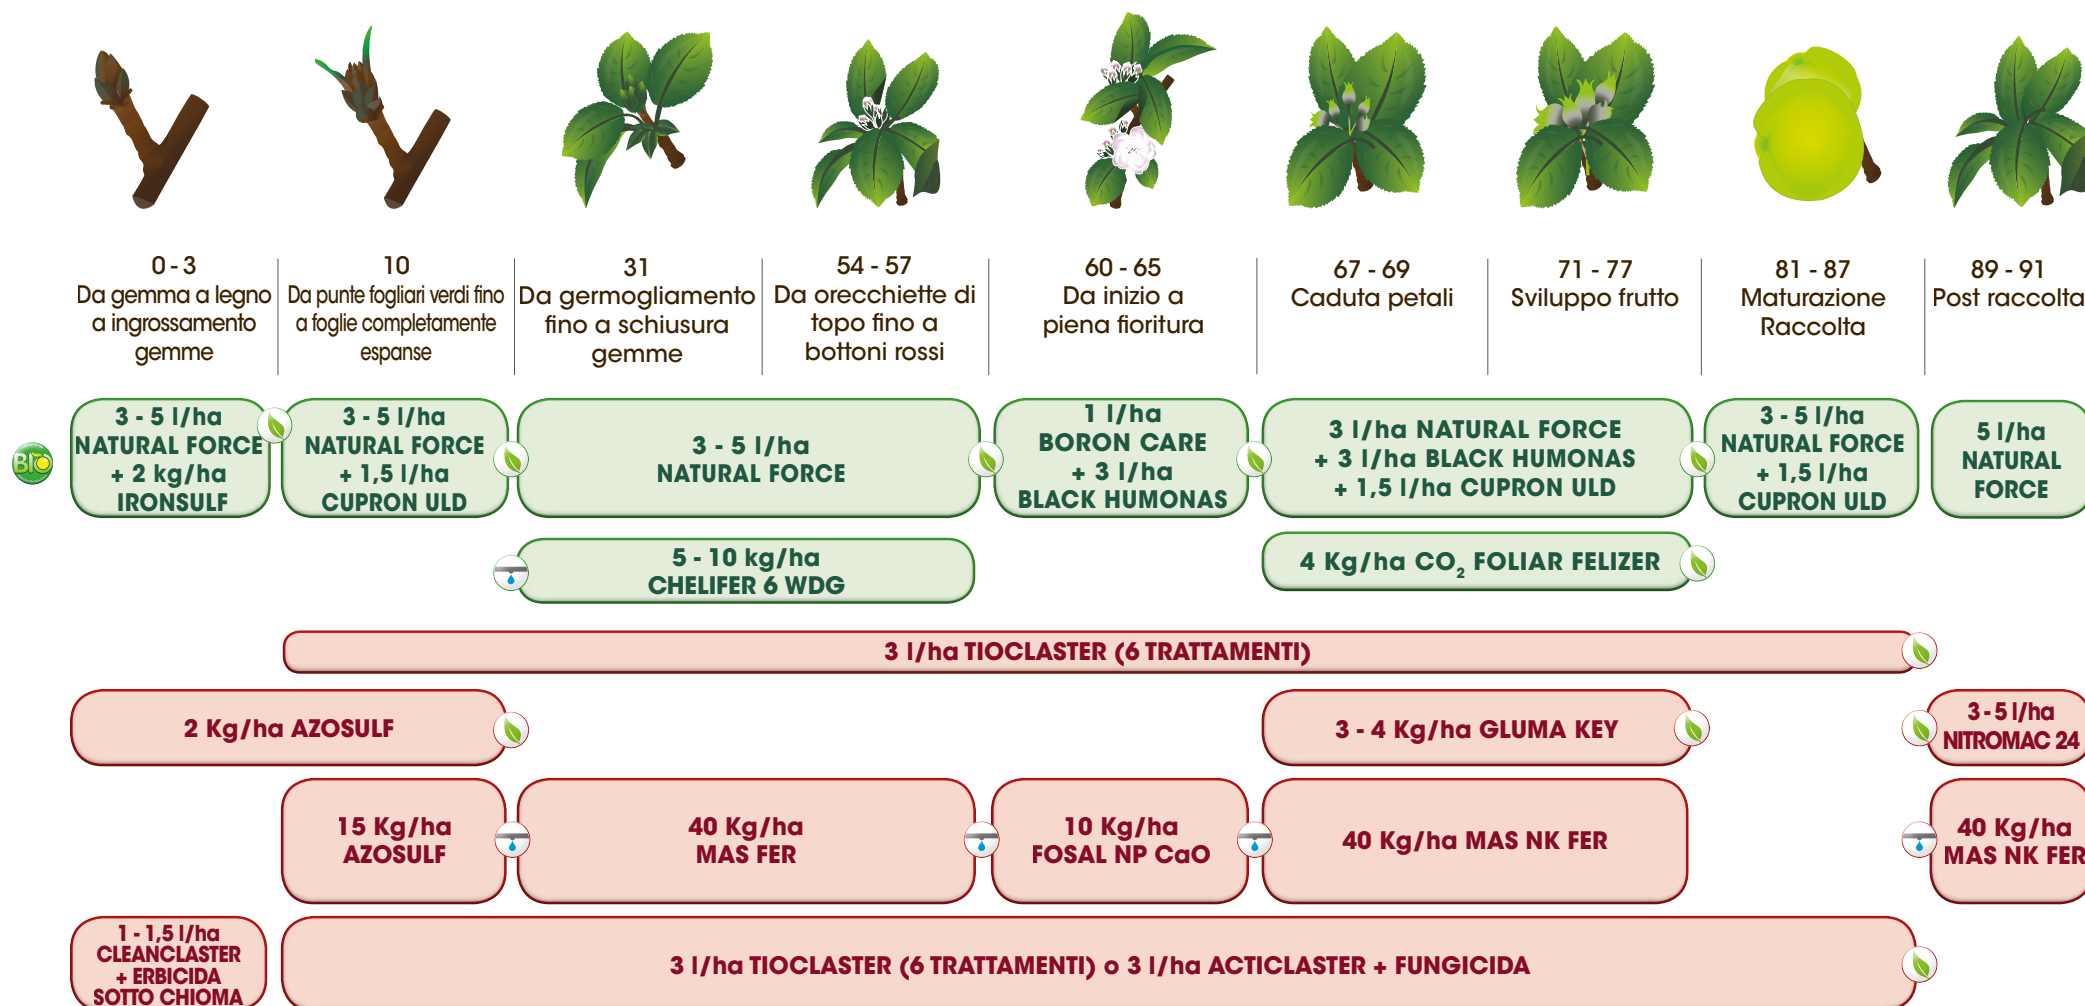 0 - 3
Da gemma a legno
a ingrossamento
gemme
10
Da punte fogliari verdi fino
a foglie completamente
espanse
31
Da germogliamento
fino a schiusura
gemme
54 - 57
Da orecchiette di
topo fino a
bottoni rossi
60 - 65
Da inizio a
piena fioritura
67 - 69
Caduta petali
71 - 77
Sviluppo frutto
81 - 87
Maturazione
Raccolta
89 - 91
Post raccolta
BIO
3 - 5 l/ha
NATURAL FORCE
+ 2 kg/ha
IRONSULF
3 - 5 l/ha
NATURAL FORCE
+ 1,5 l/ha
CUPRON ULD
3 - 5 l/ha
NATURAL FORCE
1 l/ha
BORON CARE
+ 3 l/ha
BLACK HUMONAS
3 l/ha NATURAL FORCE
+ 3 l/ha BLACK HUMONAS
+ 1,5 l/ha CUPRON ULD
3 - 5 l/ha
NATURAL FORCE
+ 1,5 l/ha
CUPRON ULD
5 l/ha
NATURAL
FORCE
5 - 10 kg/ha
CHELIFER 6 WDG
4 Kg/ha CO₂ FOLIAR FELIZER
3 l/ha TIOCLASTER (6 TRATTAMENTI)
2 Kg/ha AZOSULF
3 - 4 Kg/ha GLUMA KEY
3 - 5 l/ha
NITROMAC 24
15 Kg/ha
AZOSULF
40 Kg/ha
MAS FER
10 Kg/ha
FOSAL NP CaO
40 Kg/ha MAS NK FER
40 Kg/ha
MAS NK FER
1 - 1,5 l/ha
CLEANCLASTER
+ ERBICIDA
SOTTO CHIOMA
3 l/ha TIOCLASTER (6 TRATTAMENTI) o 3 l/ha ACTICLASTER + FUNGICIDA